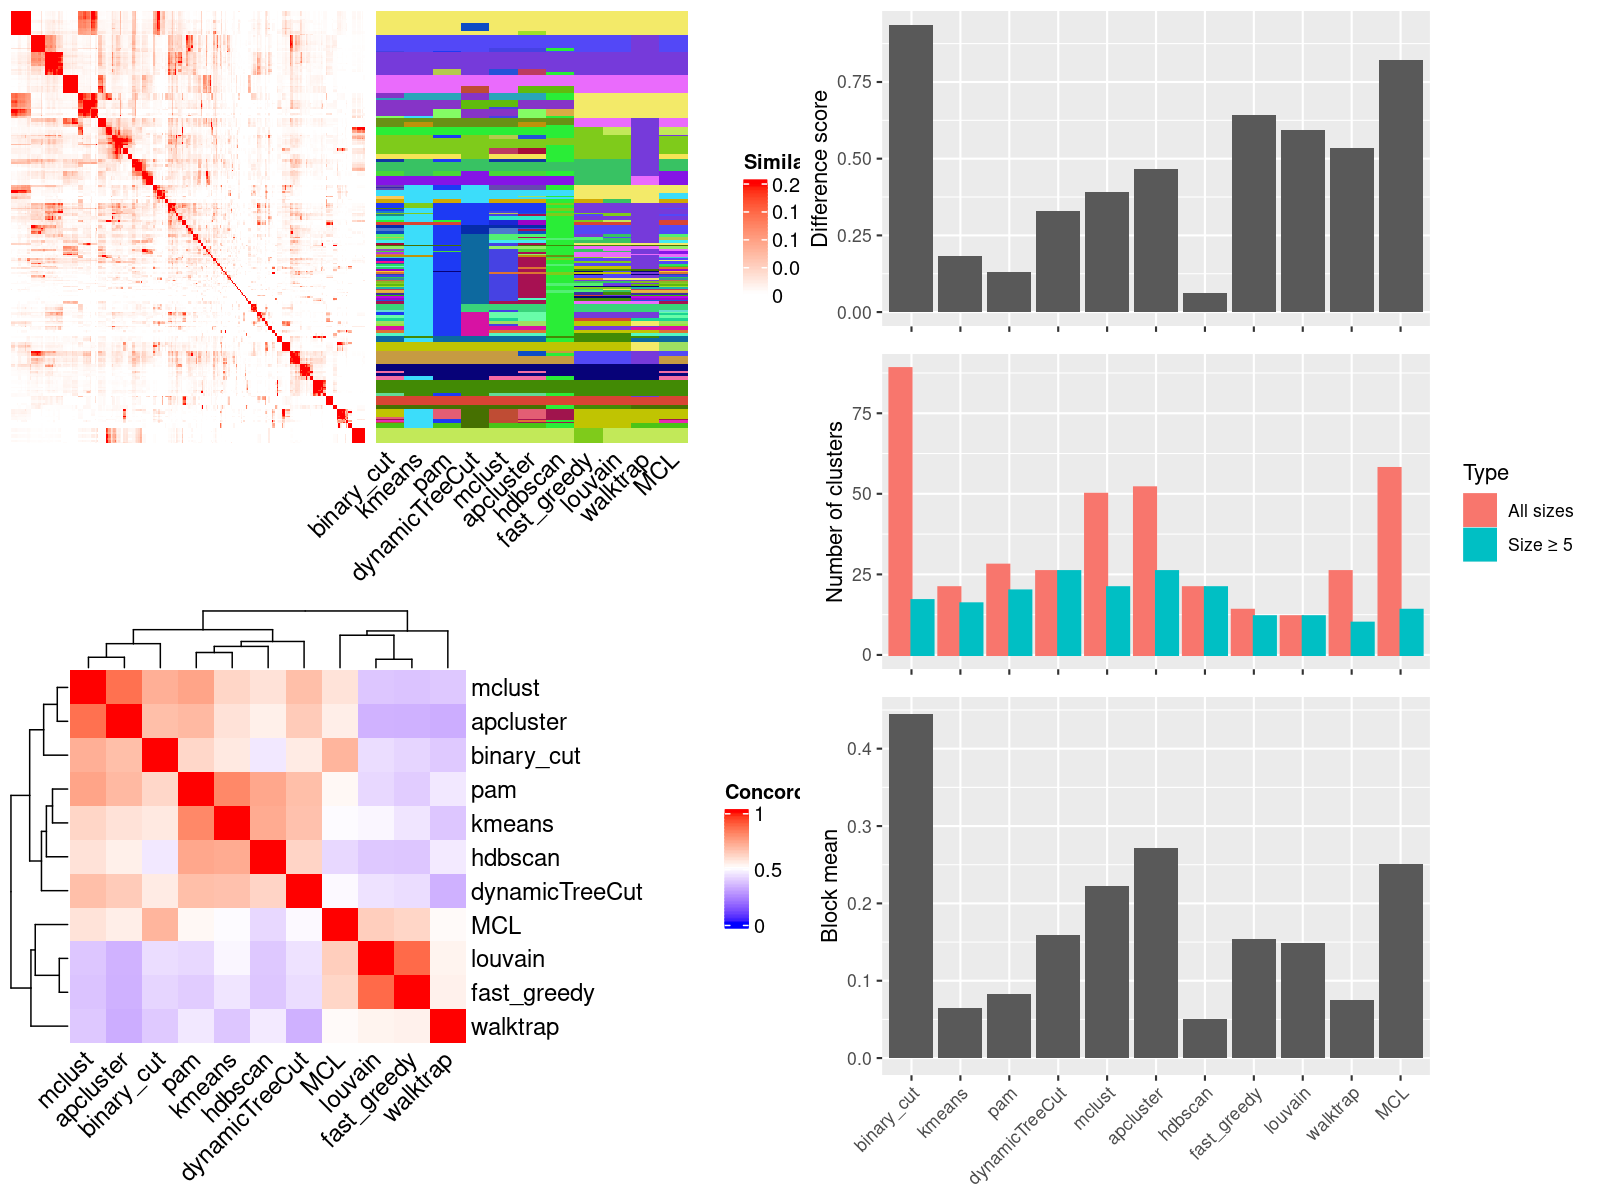 Simila
0.2
0.1
0.1
0.0
0
binary_cut
kmeans
pam
dynamicTreeCut
mclust
apcluster
hdbscan
fast_greedy
louvain
walktrap
MCL
mclust
apcluster
binary_cut
pam
kmeans
hdbscan
dynamicTreeCut
MCL
louvain
fast_greedy
walktrap
mclust
apcluster
binary_cut
pam
kmeans
hdbscan
dynamicTreeCut
MCL
louvain
fast_greedy
walktrap
Concord
1
0.5
0
Difference score
0.75
0.50
0.25
0.00
Number of clusters
75
50
25
0
Type
All sizes
Size ≥ 5
Block mean
0.4
0.3
0.2
0.1
0.0
binary_cut
kmeans
pam
dynamicTreeCut
mclust
apcluster
hdbscan
fast_greedy
louvain
walktrap
MCL